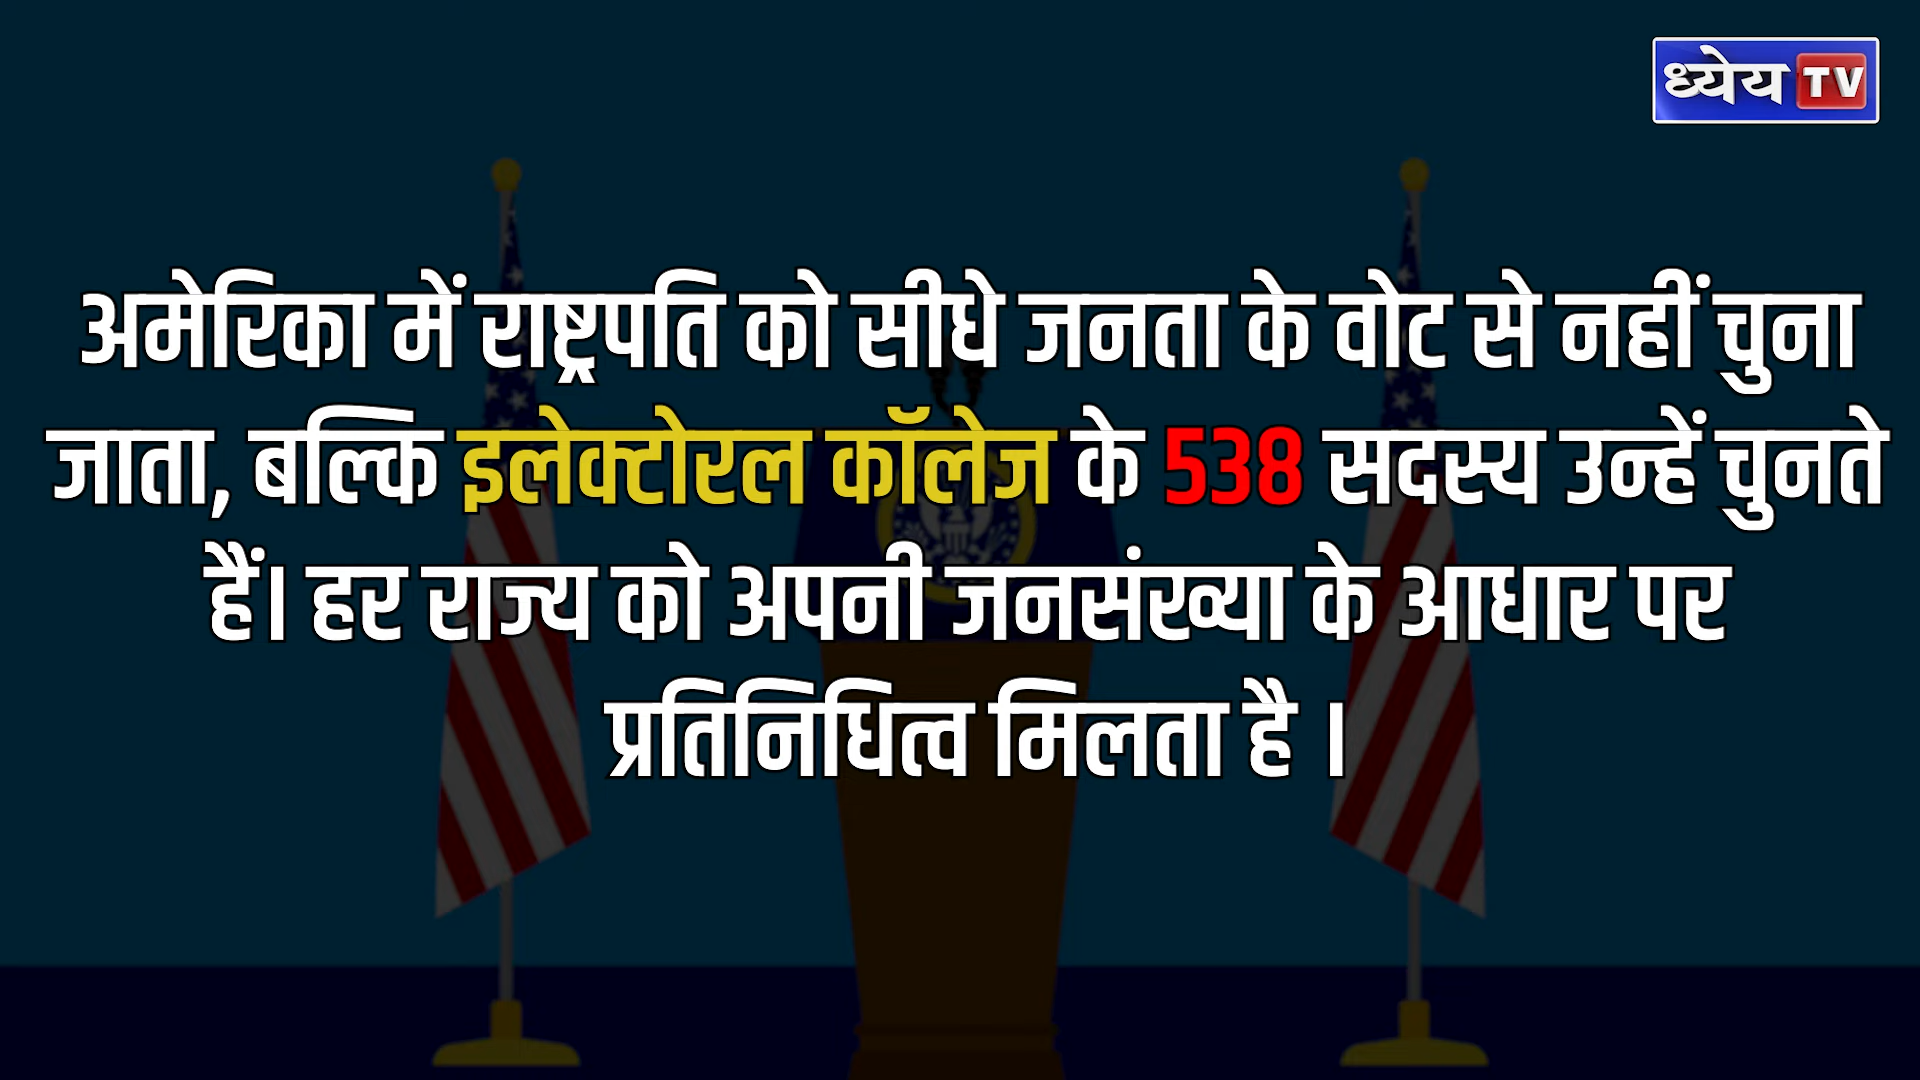 ध्येय TV
अमेरिका में राष्ट्रपति को सीधे जनता के वोट से नहीं चुना
जाता, बल्कि इलेक्टोरल कॉलेज के 538 सदस्य उन्हें चुनते
हैं। हर राज्य को अपनी जनसंख्या के आधार पर
प्रतिनिधित्व मिलता है ।